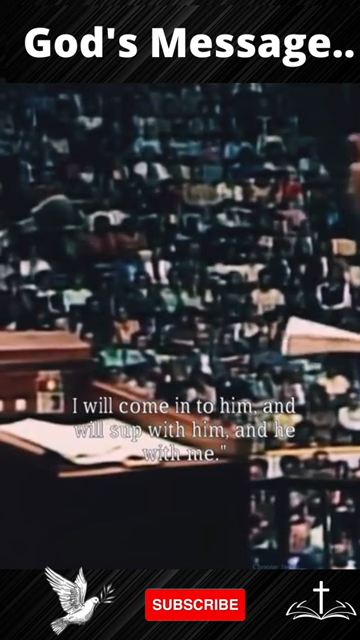 God's Message..
I will come in to him, and
will sup with him, and he
with me."
SUBSCRIBE